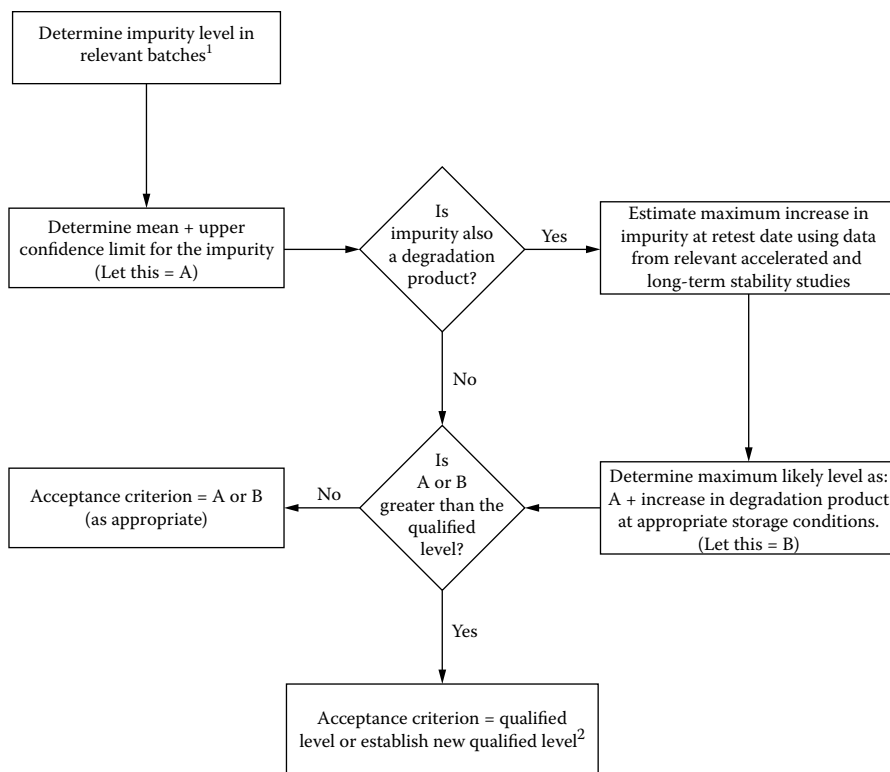 Determine impurity level in
relevant batches¹
Determine mean + upper
confidence limit for the impurity
(Let this = A)
Is
impurity also
a degradation
product?
Yes
Estimate maximum increase in
impurity at retest date using data
from relevant accelerated and
long-term stability studies
No
Determine maximum likely level as:
A + increase in degradation product
at appropriate storage conditions.
(Let this = B)
Is
A or B
greater than the
qualified
level?
No
Acceptance criterion = A or B
(as appropriate)
Yes
Acceptance criterion = qualified
level or establish new qualified level²